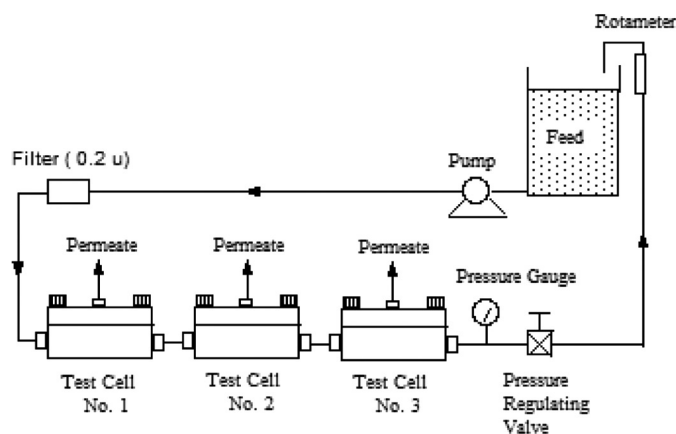 Rotameter
Feed
Pump
Filter ( 0.2 u)
Permeate
Permeate
Permeate
Pressure Gauge
Test Cell
No. 1
Test Cell
No. 2
Test Cell
No. 3
Pressure
Regulating
Valve